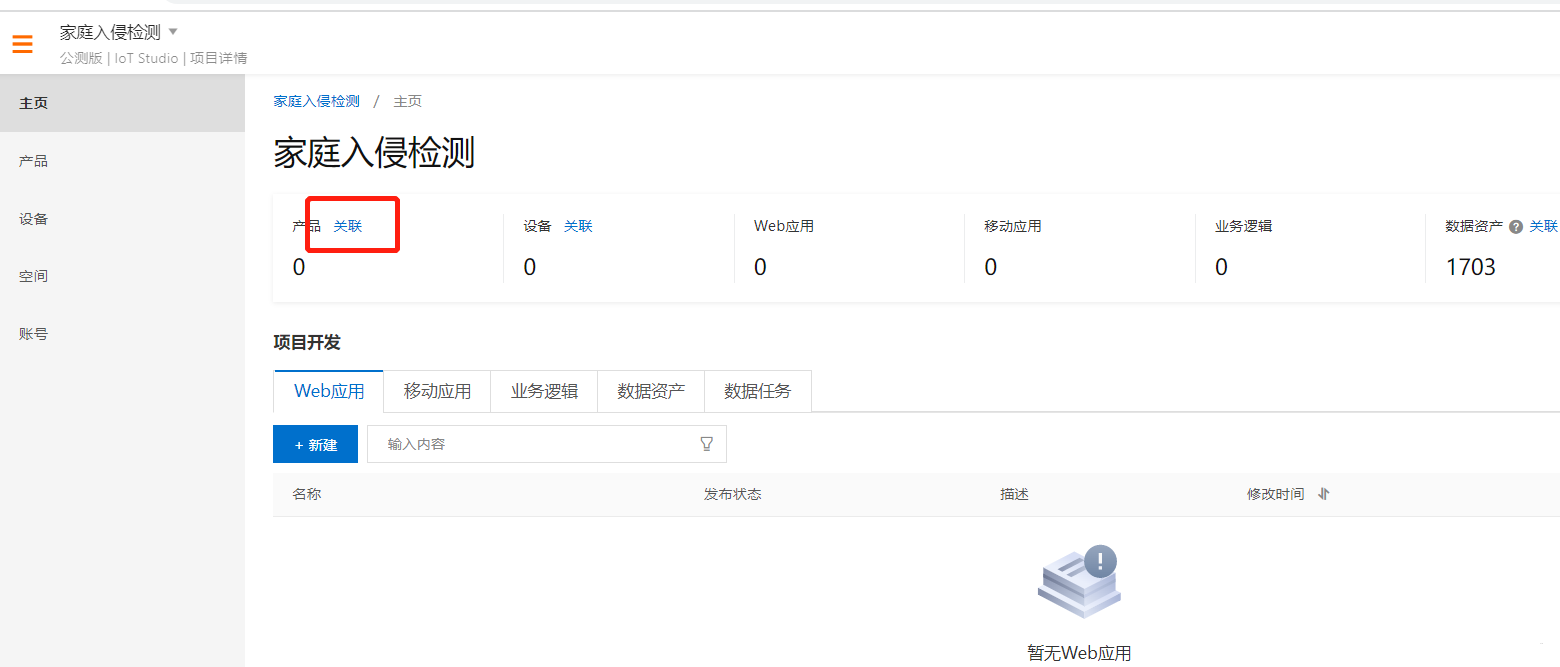 家庭入侵检测
公测版 | IoT Studio | 项目详情
主页
产品
设备
空间
账号
家庭入侵检测 / 主页
家庭入侵检测
产品 关联 设备 关联 Web应用 移动应用 业务逻辑 数据资产 ? 关联
0 0 0 0 0 1703
项目开发
Web应用 移动应用 业务逻辑 数据资产 数据任务
+ 新建 输入内容
名称 发布状态 描述 修改时间
暂无Web应用